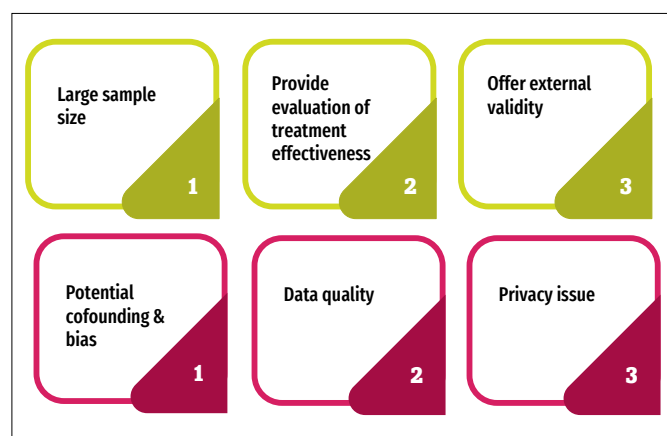 Large sample
size
1
Provide
evaluation of
treatment
effectiveness
2
Offer external
validity
3
Potential
cofounding &
bias
1
Data quality
2
Privacy issue
3